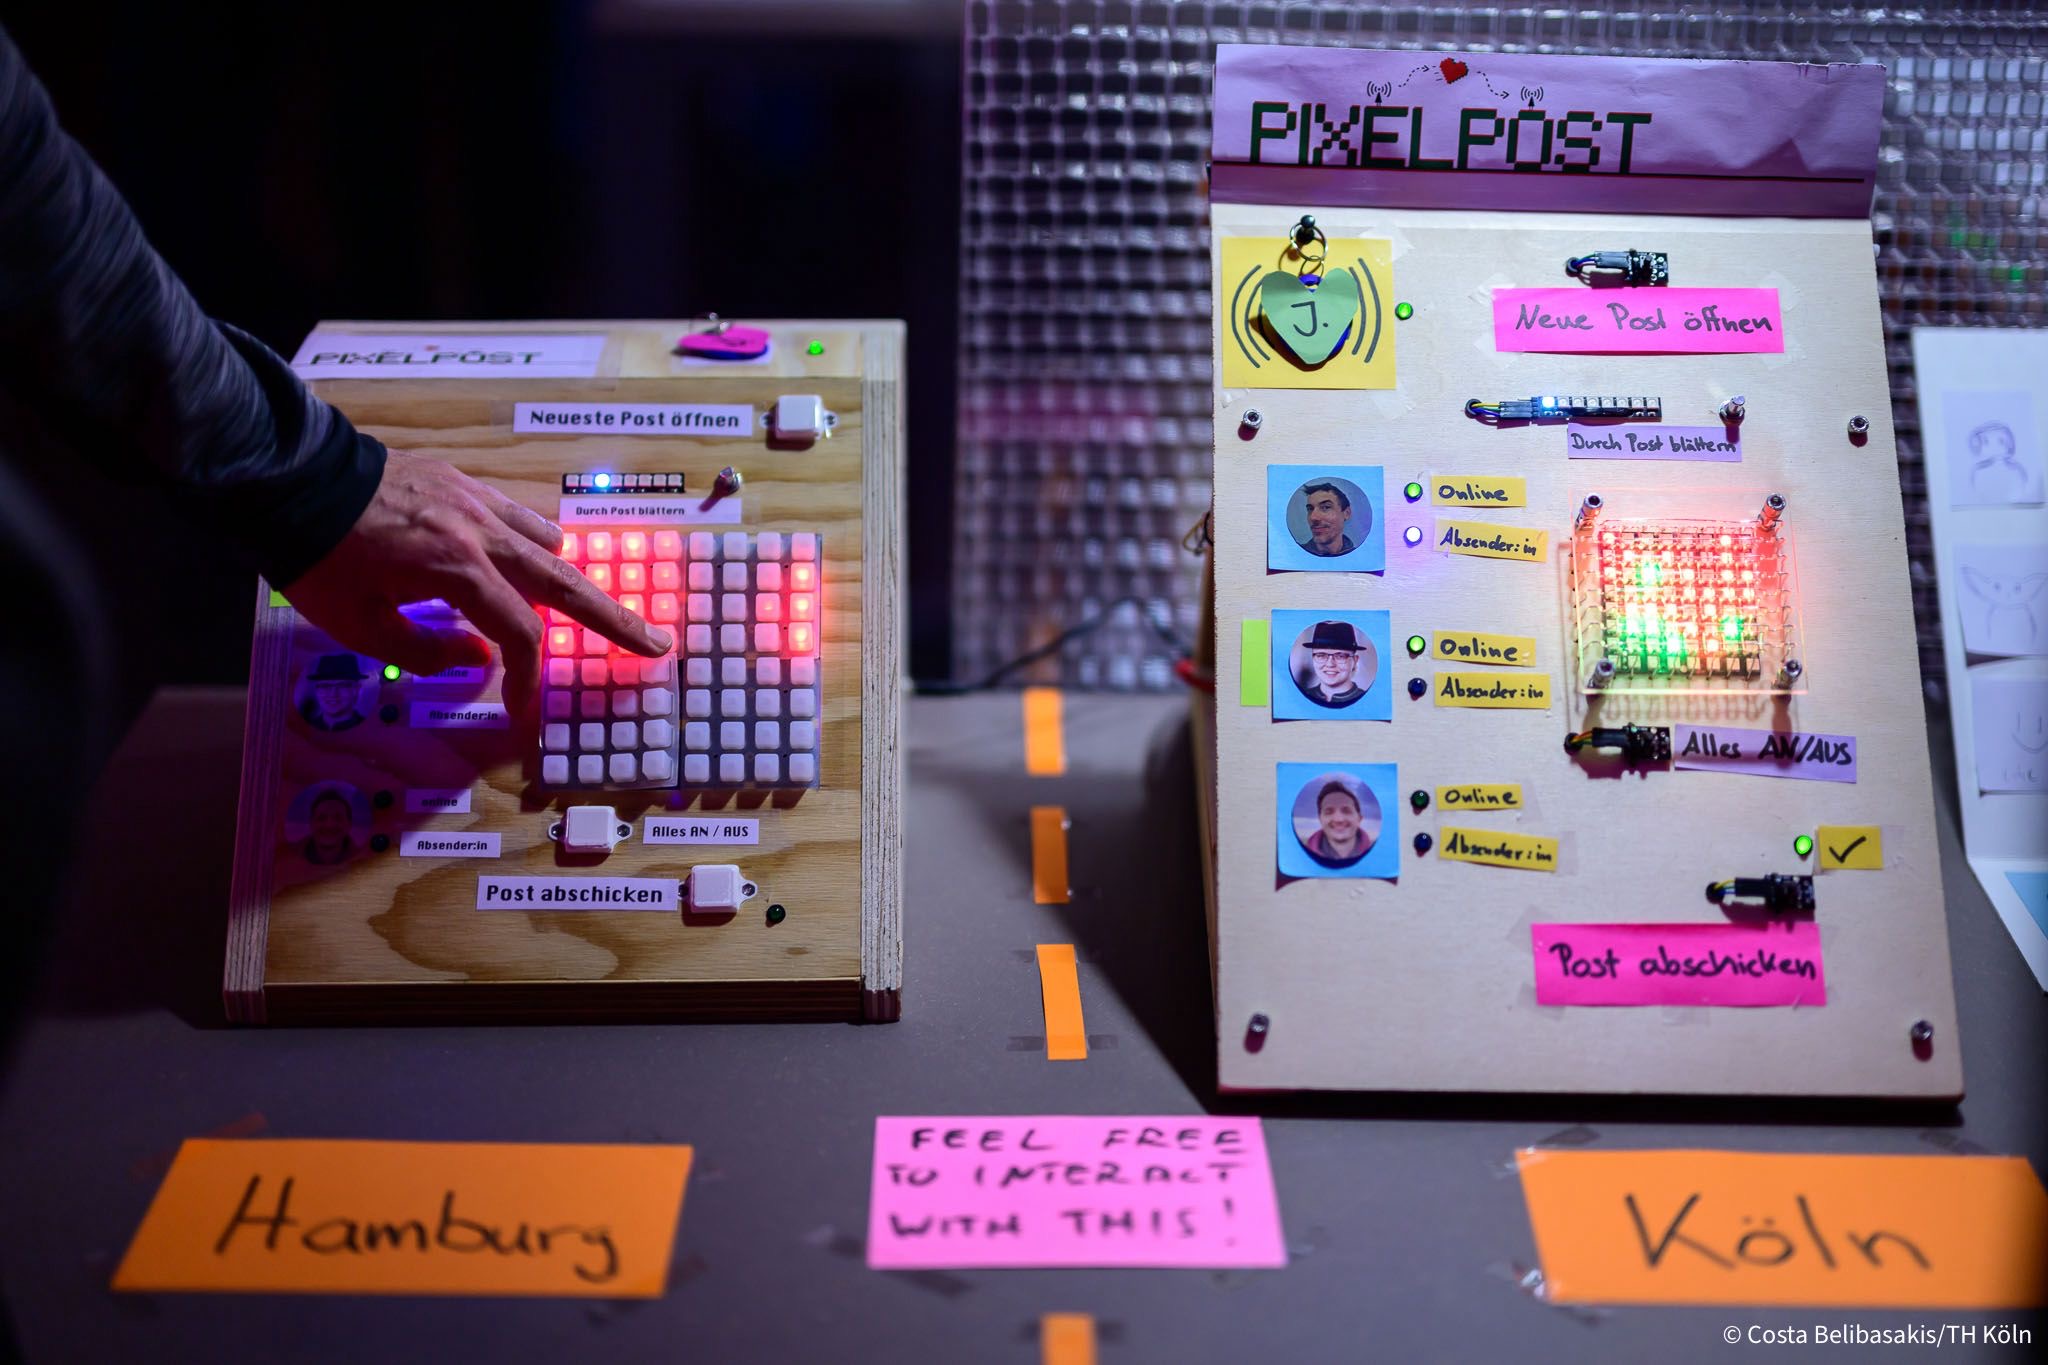 PIXELPOST
Neueste Post öffnen
Durch Post blättern
online
Absender:in
online
Absender:in
Alles AN / AUS
Post abschicken
PIXELPOST
J.
Neue Post öffnen
Durch Post blättern
Online
Absender:in
Online
Absender:in
Alles AN/AUS
Online
Absender:in
Post abschicken
Hamburg
FEEL FREE
TO INTERACT
WITH THIS!
Köln
© Costa Belibasakis/TH Köln